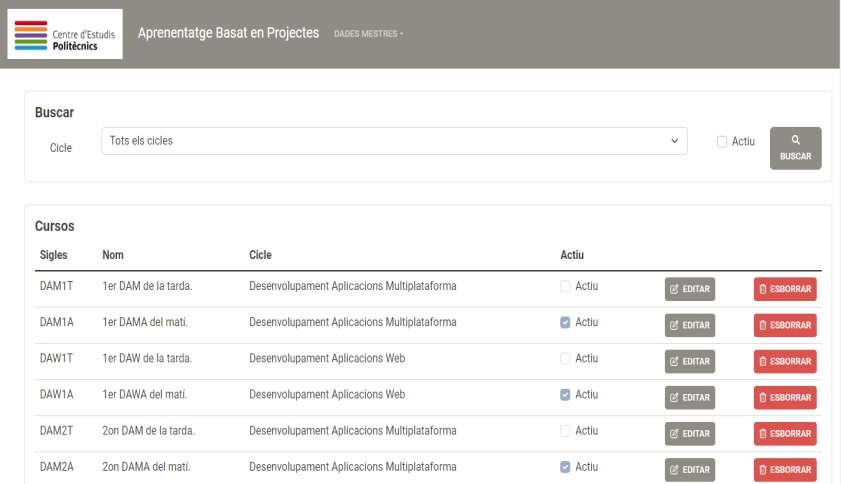 Centre d'Estudis
Politècnics
Aprenentatge Basat en Projectes DADES MESTRES
Buscar
Cicle Tots els cicles Actiu BUSCAR
Cursos
Sigles Nom Cicle Actiu
DAM1T 1er DAM de la tarda. Desenvolupament Aplicacions Multiplataforma Actiu EDITAR ESBORRAR
DAM1A 1er DAMA del matí. Desenvolupament Aplicacions Multiplataforma Actiu EDITAR ESBORRAR
DAW1T 1er DAW de la tarda. Desenvolupament Aplicacions Web Actiu EDITAR ESBORRAR
DAW1A 1er DAWA del matí. Desenvolupament Aplicacions Web Actiu EDITAR ESBORRAR
DAM2T 2on DAM de la tarda. Desenvolupament Aplicacions Multiplataforma Actiu EDITAR ESBORRAR
DAM2A 2on DAMA del matí. Desenvolupament Aplicacions Multiplataforma Actiu EDITAR ESBORRAR